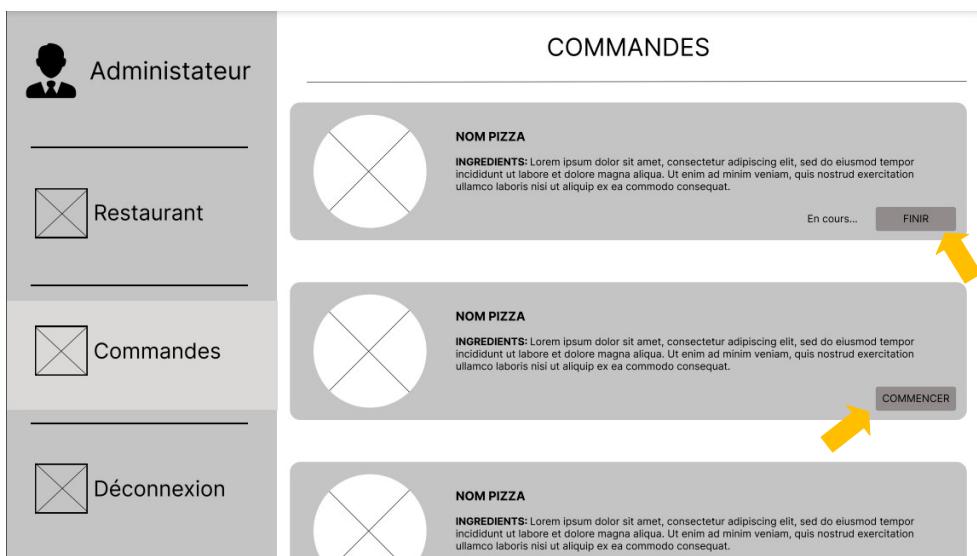 Administateur
Restaurant
Commandes
Déconnexion
COMMANDES
NOM PIZZA
INGREDIENTS: Lorem ipsum dolor sit amet, consectetur adipiscing elit, sed do eiusmod tempor
incididunt ut labore et dolore magna aliqua. Ut enim ad minim veniam, quis nostrud exercitation
ullamco laboris nisi ut aliquip ex ea commodo consequat.
En cours...
FINIR
NOM PIZZA
INGREDIENTS: Lorem ipsum dolor sit amet, consectetur adipiscing elit, sed do eiusmod tempor
incididunt ut labore et dolore magna aliqua. Ut enim ad minim veniam, quis nostrud exercitation
ullamco laboris nisi ut aliquip ex ea commodo consequat.
COMMENCER
NOM PIZZA
INGREDIENTS: Lorem ipsum dolor sit amet, consectetur adipiscing elit, sed do eiusmod tempor
incididunt ut labore et dolore magna aliqua. Ut enim ad minim veniam, quis nostrud exercitation
ullamco laboris nisi ut aliquip ex ea commodo consequat.